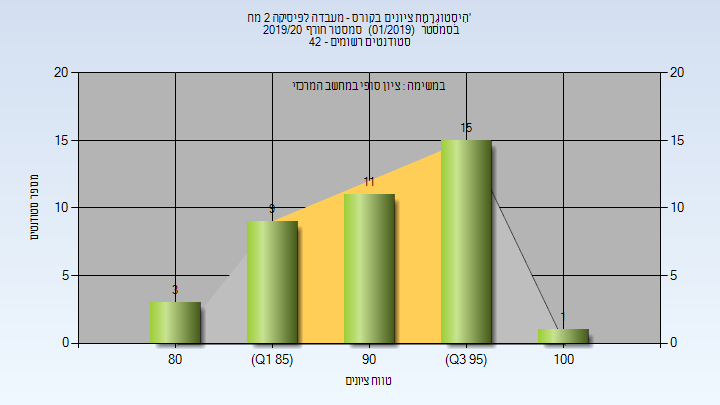 היסטוגרמת ציונים בקורס - מעבדה לפיסיקה 2 מח'
בסמסטר (01/2019) סמסטר חורף 2019/20
סטודנטים רשומים - 42
במשימה : ציון סופי במחשב המרכזי
20 20
15 15
10 10
5 5
0 0
3 9 11 15 1
80 (Q1 85) 90 (Q3 95) 100
מספר סטודנטים
טווח ציונים